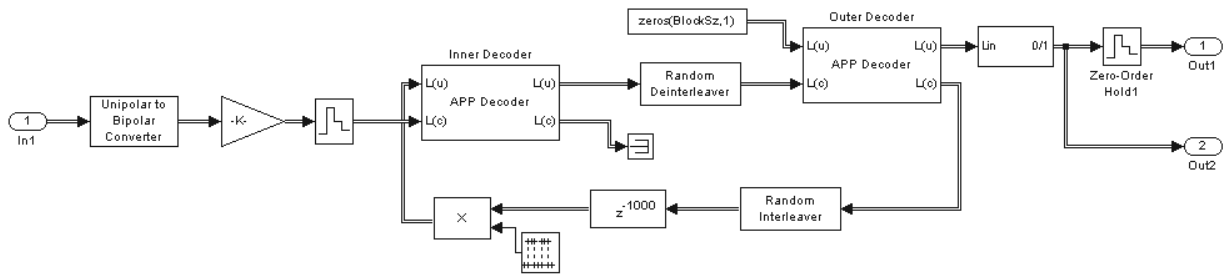 zeros(BlockSz,1)
Outer Decoder
L(u) L(u)
APP Decoder
L(c) L(c)
Lin 0/1
1
Out1
Zero-Order
Hold1
Inner Decoder
L(u) L(u)
APP Decoder
L(c) L(c)
Random
Deinterleaver
1
In1
Unipolar to
Bipolar
Converter
-K-
2
Out2
X
z-1000
Random
Interleaver